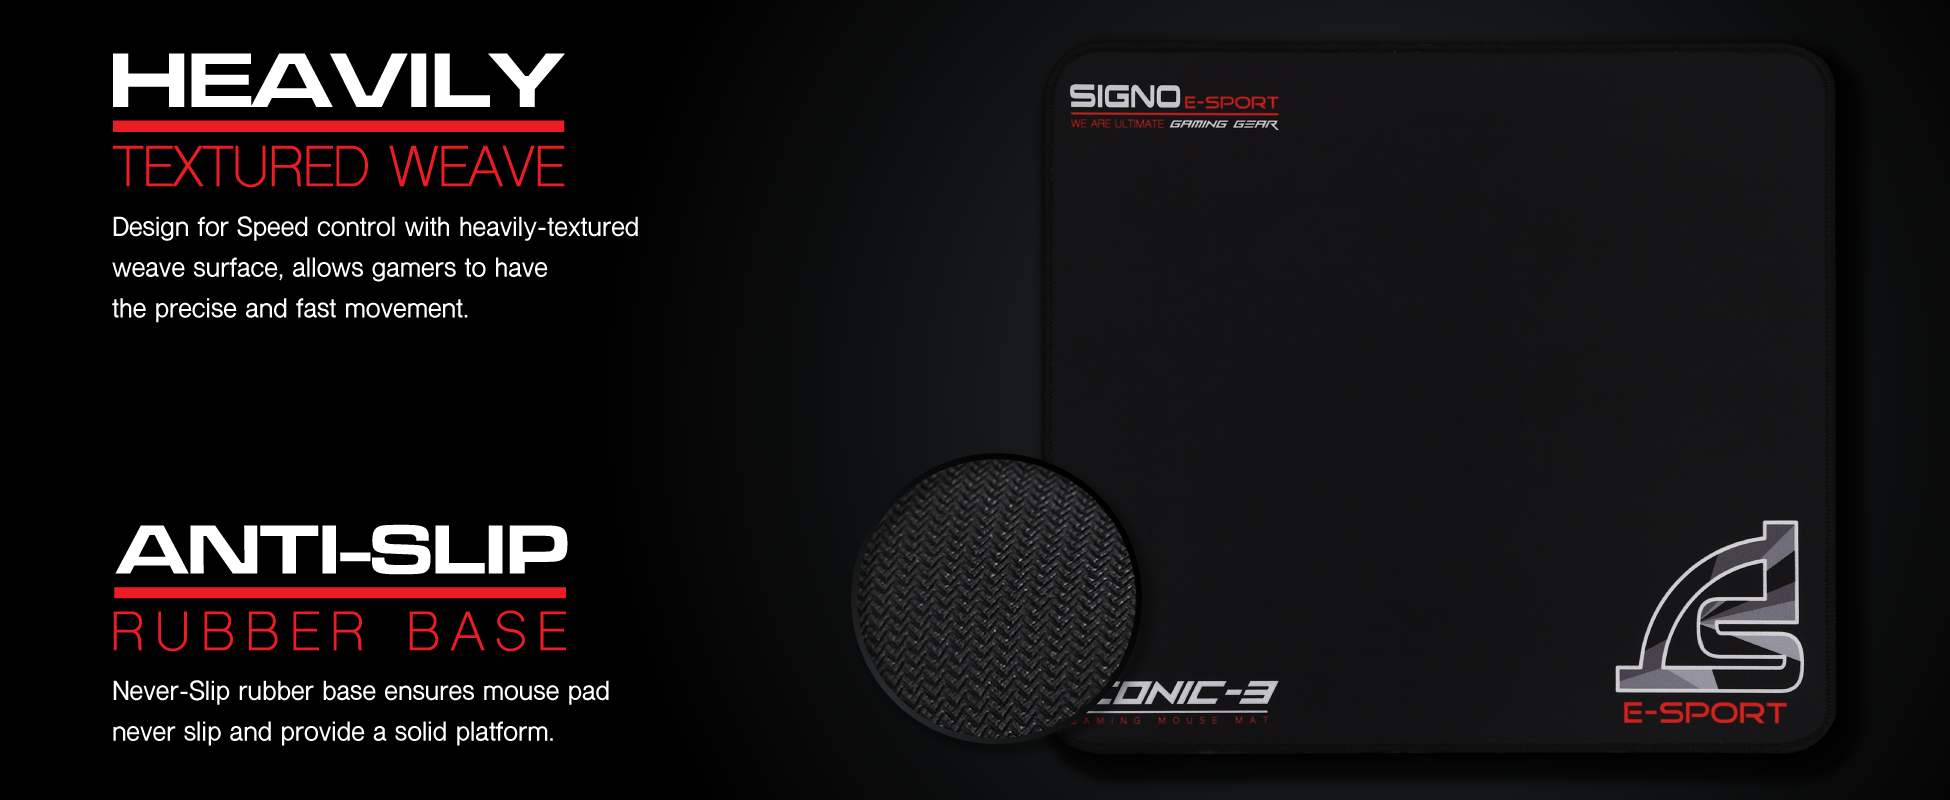 HEAVILY
TEXTURED WEAVE
Design for Speed control with heavily-textured
weave surface, allows gamers to have
the precise and fast movement.
ANTI-SLIP
RUBBER BASE
Never-Slip rubber base ensures mouse pad
never slip and provide a solid platform.
SIGNO E-SPORT
WE ARE ULTIMATE GAMING GEAR
GAMING MOUSE MAT
E-SPORT